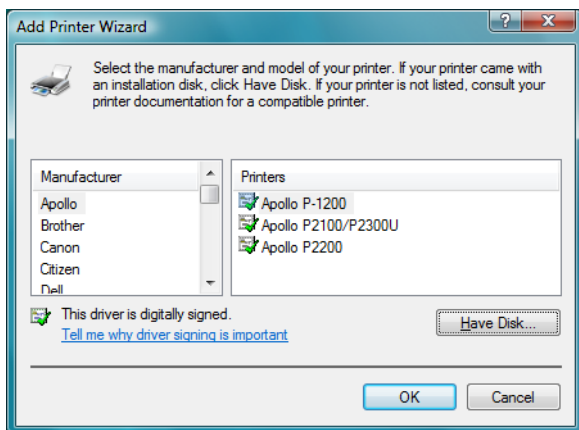 Add Printer Wizard
Select the manufacturer and model of your printer. If your printer came with
an installation disk, click Have Disk. If your printer is not listed, consult your
printer documentation for a compatible printer.
Manufacturer
Apollo
Brother
Canon
Citizen
Dell
Printers
Apollo P-1200
Apollo P2100/P2300U
Apollo P2200
This driver is digitally signed.
Tell me why driver signing is important
Have Disk...
OK
Cancel